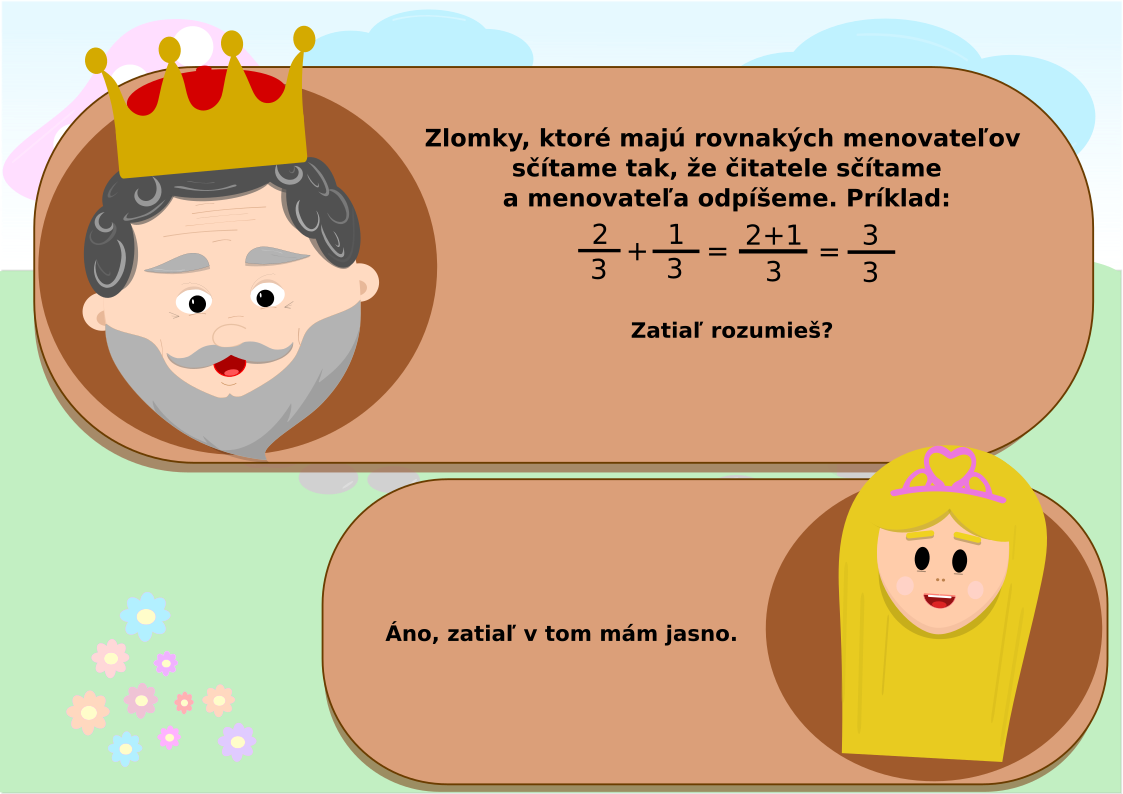 Zlomky, ktoré majú rovnakých menovateľov
sčítame tak, že čitatele sčítame
a menovateľa odpíšeme. Príklad:
2/3 + 1/3 = 2+1/3 = 3/3
Zatiaľ rozumieš?
Áno, zatiaľ v tom mám jasno.